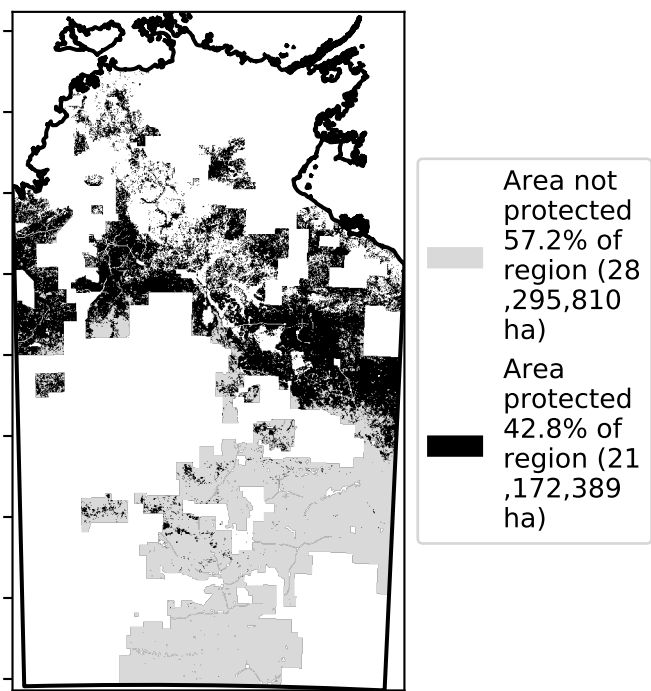 Area not
protected
57.2% of
region (28
,295,810
ha)
Area
protected
42.8% of
region (21
,172,389
ha)